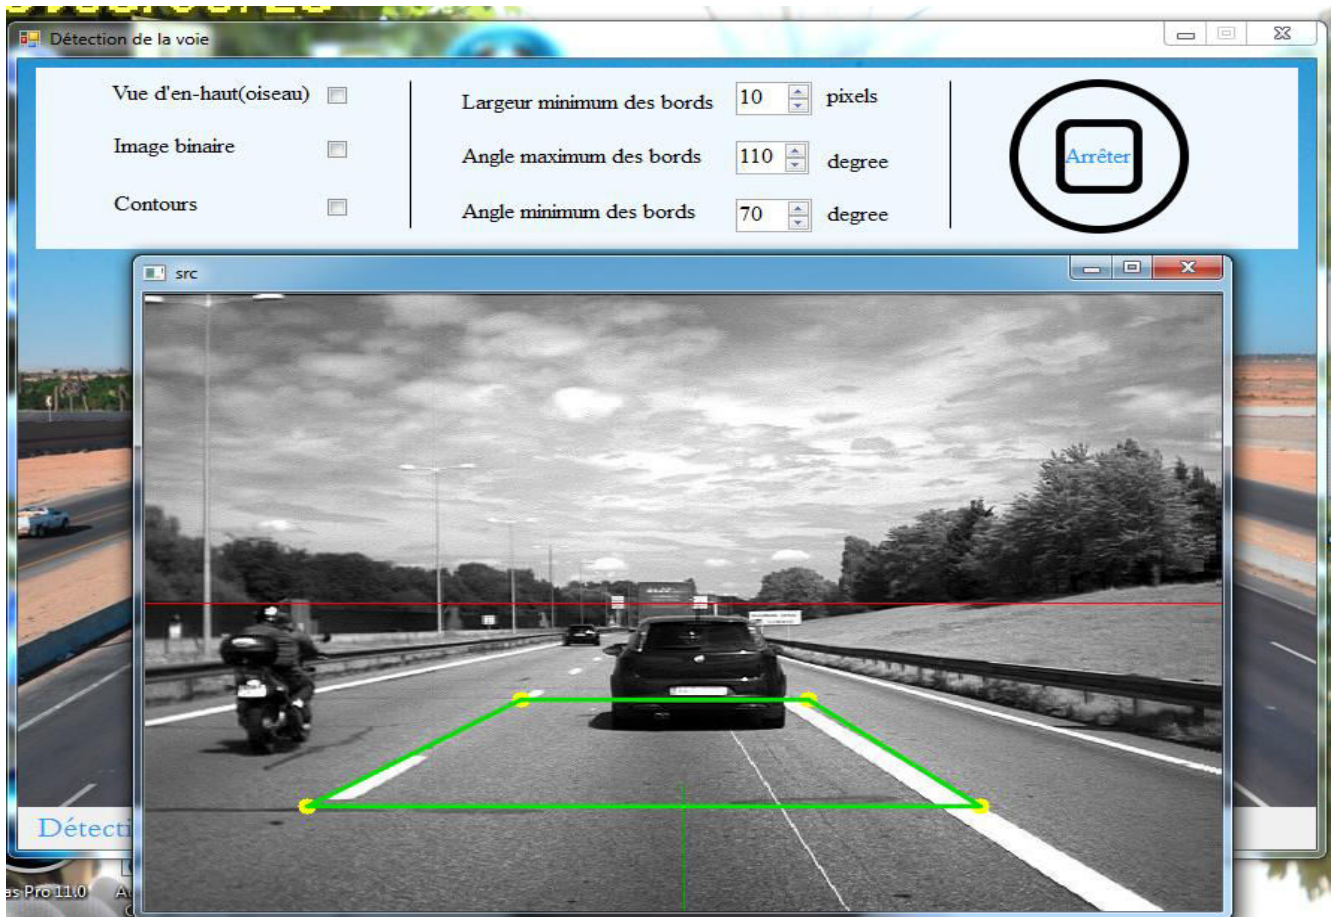 Détection de la voie
Vue d'en-haut(oiseau)
Largeur minimum des bords 10 pixels
Arrêter
Image binaire
Angle maximum des bords 110 degree
Contours
Angle minimum des bords 70 degree
src
Détecti
as Pro 11.0